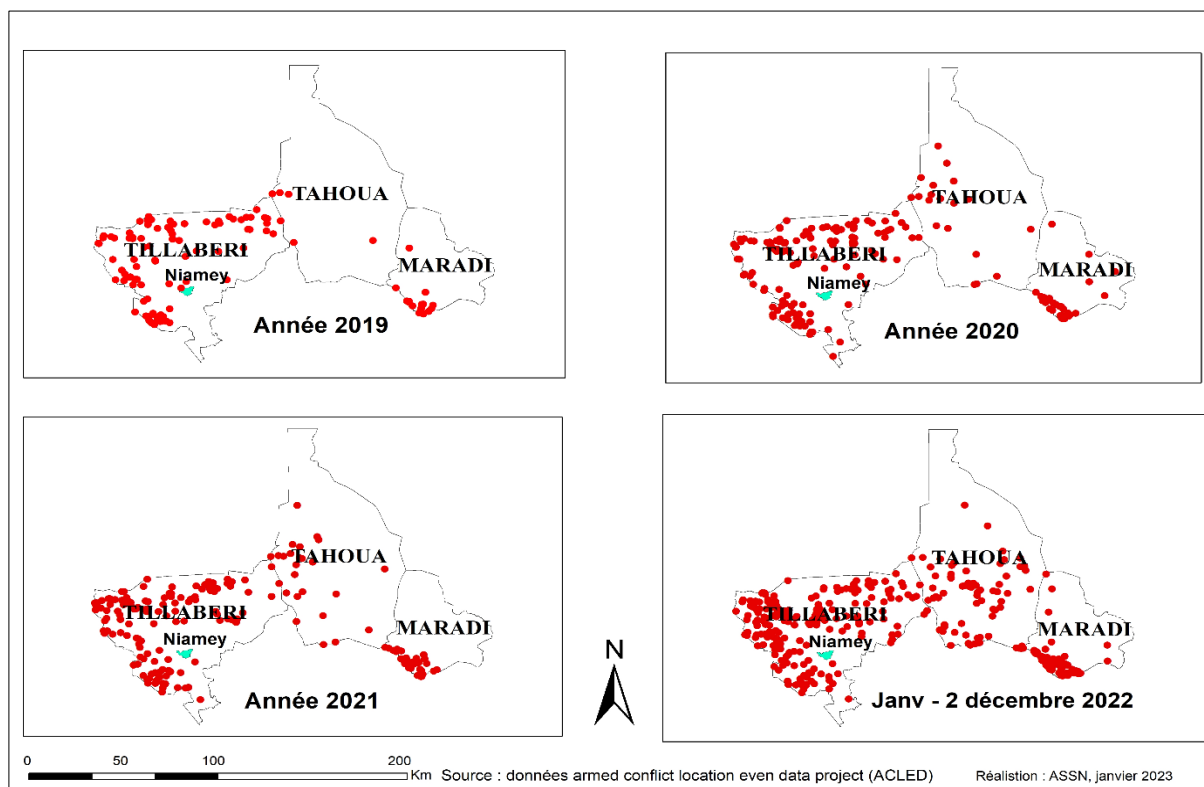 TAHOUA
TILLABERI
MARADI
Niamey
Année 2019
TAHOUA
TILLABERI
MARADI
Niamey
Année 2020
TAHOUA
TILLABERI
MARADI
Niamey
Année 2021
TAHOUA
TILLABERI
MARADI
Niamey
Janv - 2 décembre 2022
N
0 50 100 200
Km
Source : données armed conflict location even data project (ACLED)
Réalistion : ASSN, janvier 2023